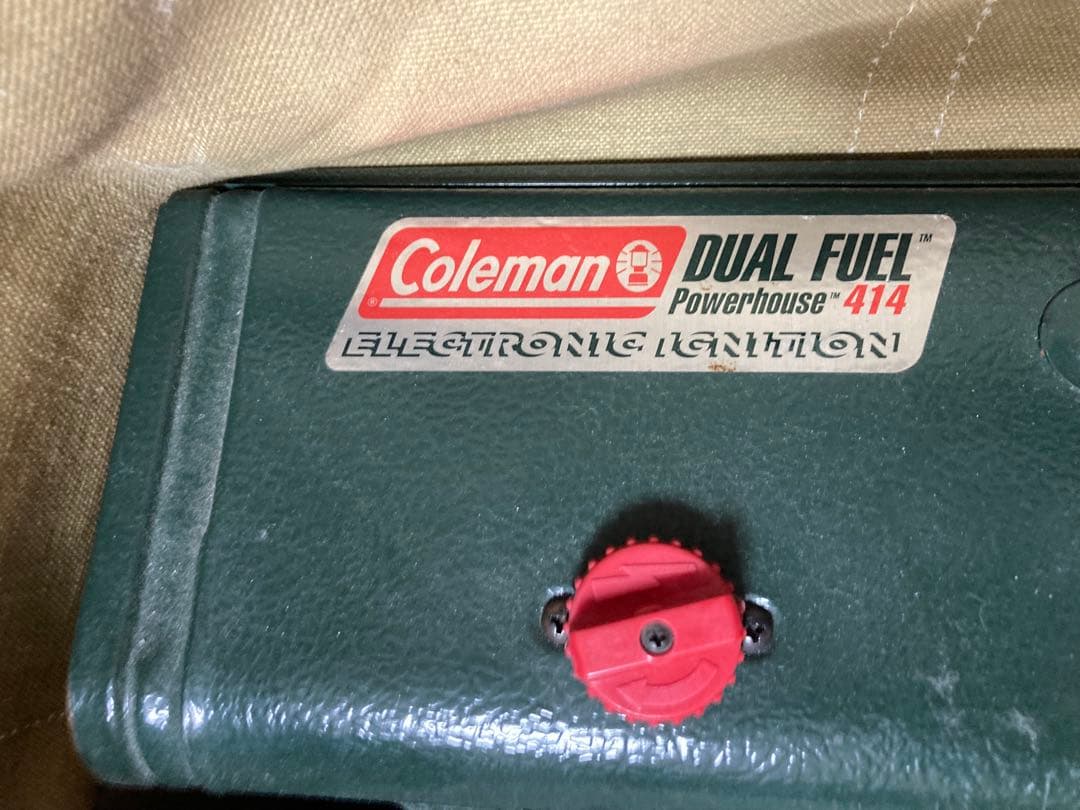 Coleman® DUAL FUEL™
Powerhouse™ 414
ELECTRONIC IGNITION